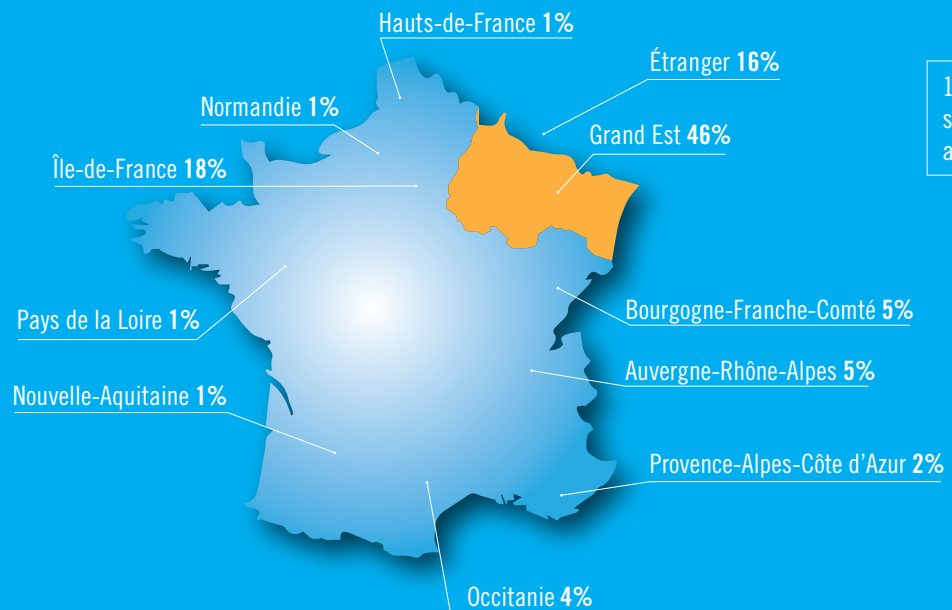 Hauts-de-France 1%
Étranger 16%
Normandie 1%
Grand Est 46%
Île-de-France 18%
Bourgogne-Franche-Comté 5%
Pays de la Loire 1%
Auvergne-Rhône-Alpes 5%
Nouvelle-Aquitaine 1%
Provence-Alpes-Côte d’Azur 2%
Occitanie 4%